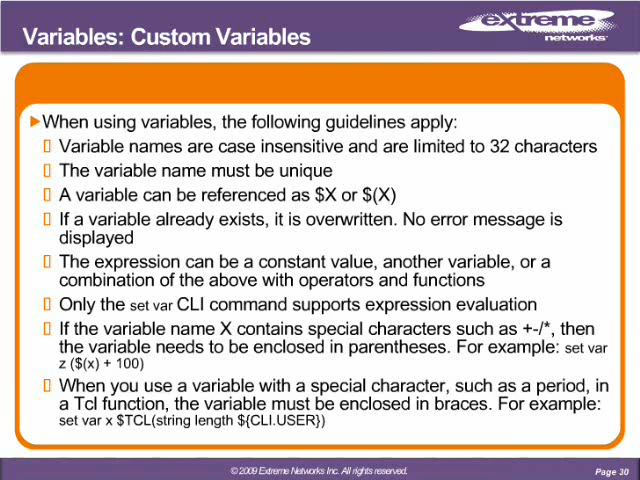 Variables: Custom Variables
extreme
networks
When using variables, the following guidelines apply:
Variable names are case insensitive and are limited to 32 characters
The variable name must be unique
A variable can be referenced as $X or $(X)
If a variable already exists, it is overwritten. No error message is
displayed
The expression can be a constant value, another variable, or a
combination of the above with operators and functions
Only the set var CLI command supports expression evaluation
If the variable name X contains special characters such as +-/*, then
the variable needs to be enclosed in parentheses. For example: set var
z ($(x) + 100)
When you use a variable with a special character, such as a period, in
a Tcl function, the variable must be enclosed in braces. For example:
set var x $TCL(string length ${CLI.USER})
© 2009 Extreme Networks Inc. All rights reserved.
Page 30